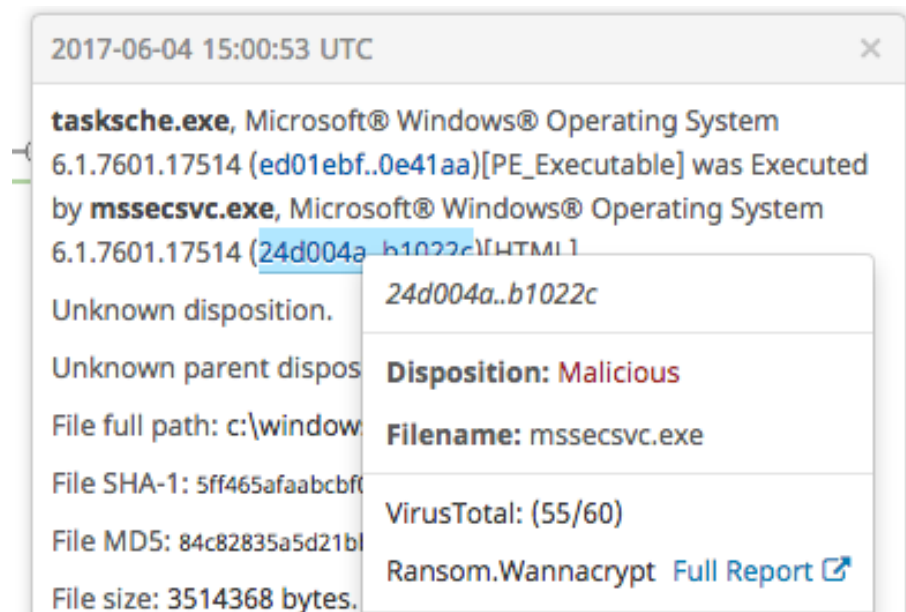 2017-06-04 15:00:53 UTC
tasksche.exe, Microsoft® Windows® Operating System
6.1.7601.17514 (ed01ebf..0e41aa)[PE_Executable] was Executed
by mssecsvc.exe, Microsoft® Windows® Operating System
6.1.7601.17514 (24d004a..b1022c)[HTML]
Unknown disposition.
Unknown parent dispos
File full path: c:\window
File SHA-1: 5ff465afaabcbf
File MD5: 84c82835a5d21b
File size: 3514368 bytes.
24d004a..b1022c
Disposition: Malicious
Filename: mssecsvc.exe
VirusTotal: (55/60)
Ransom.Wannacrypt Full Report